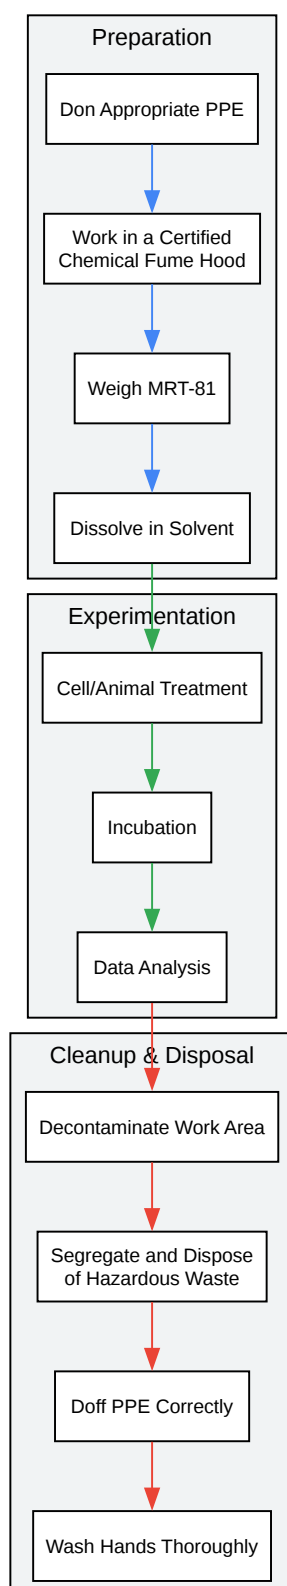 Preparation
Don Appropriate PPE
Work in a Certified
Chemical Fume Hood
Weigh MRT-81
Dissolve in Solvent
Experimentation
Cell/Animal Treatment
Incubation
Data Analysis
Cleanup & Disposal
Decontaminate Work Area
Segregate and Dispose
of Hazardous Waste
Doff PPE Correctly
Wash Hands Thoroughly